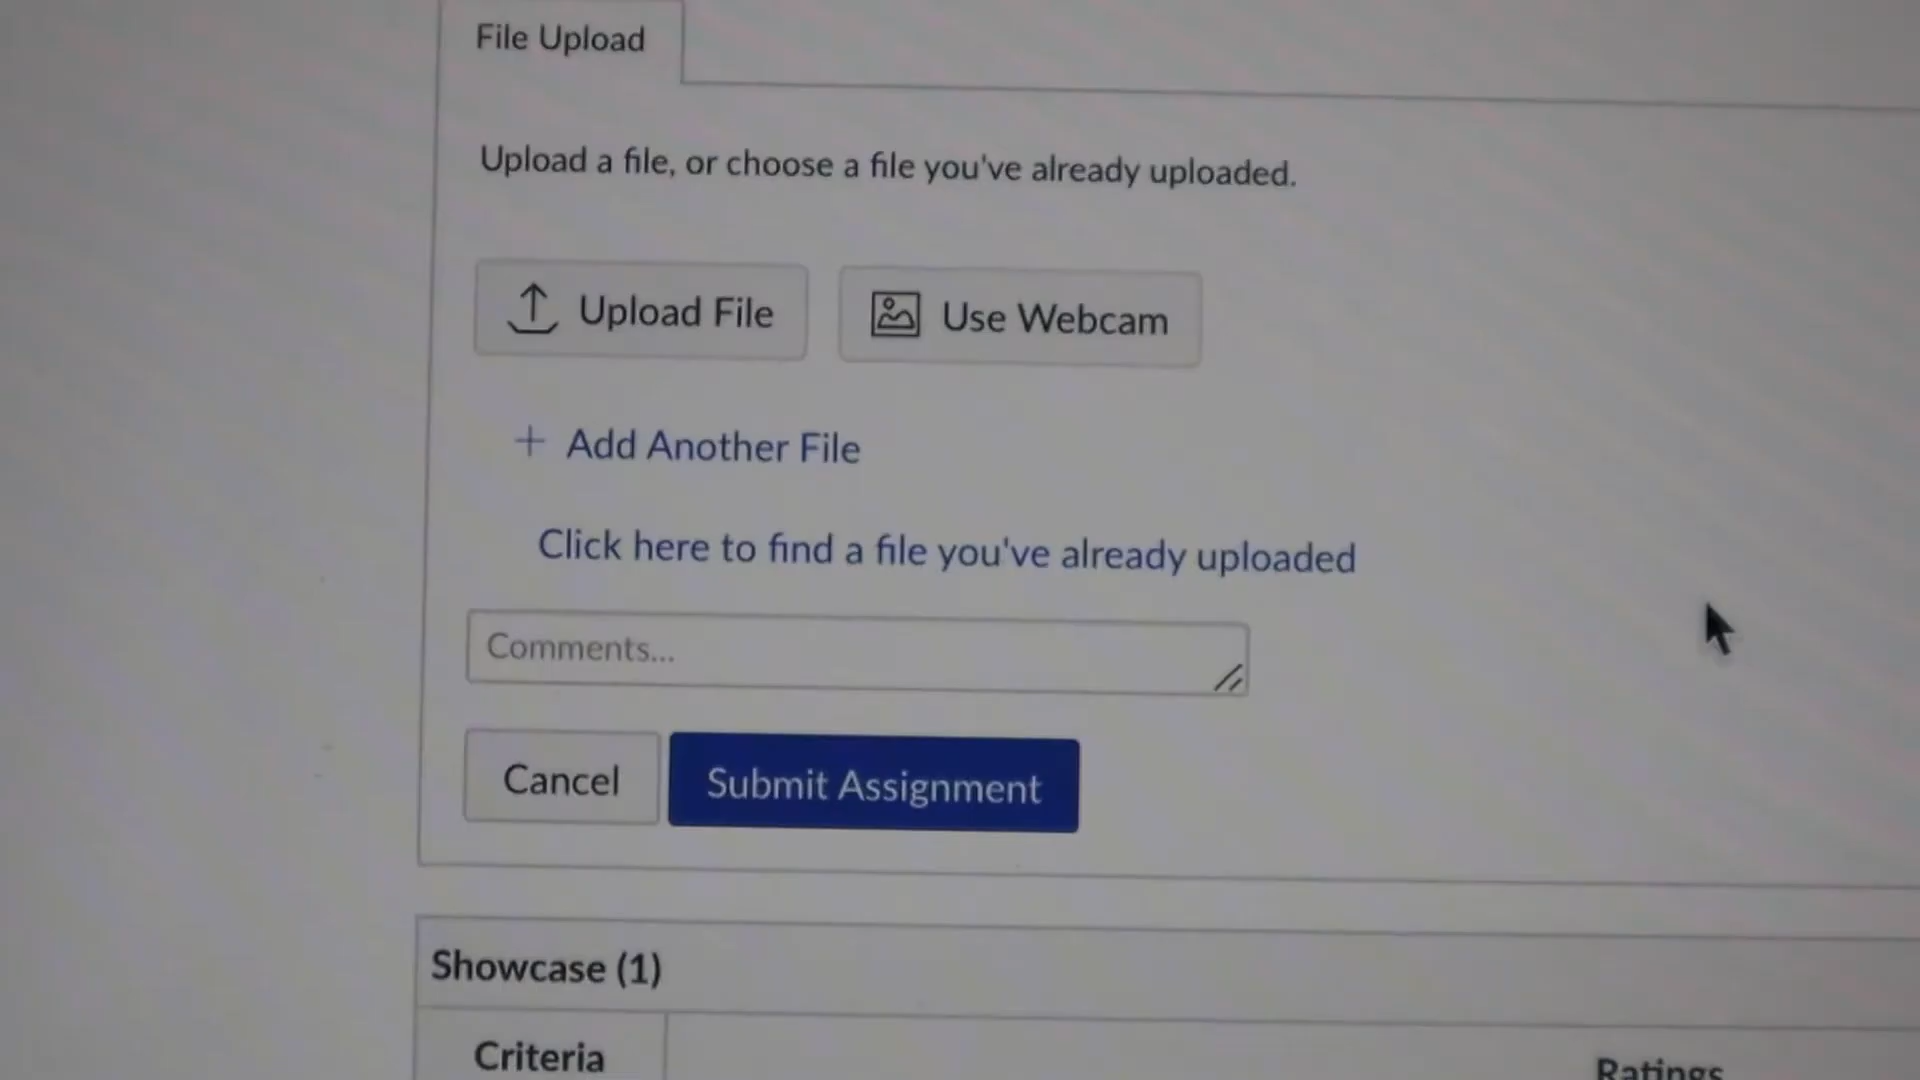 File Upload
Upload a file, or choose a file you've already uploaded.
Upload File
Use Webcam
+ Add Another File
Click here to find a file you've already uploaded
Comments...
Cancel
Submit Assignment
Showcase (1)
Criteria
Ratings